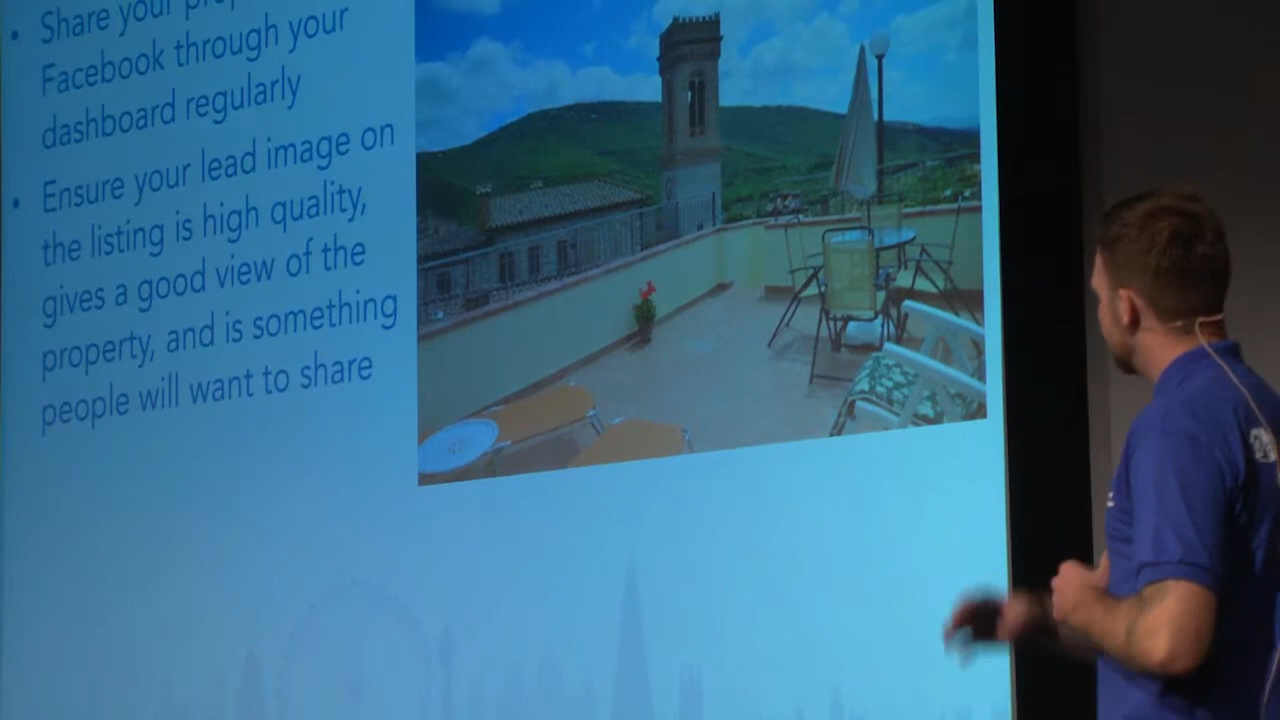 • Share your
Facebook through your
dashboard regularly
• Ensure your lead image on
the listing is high quality,
gives a good view of the
property, and is something
people will want to share